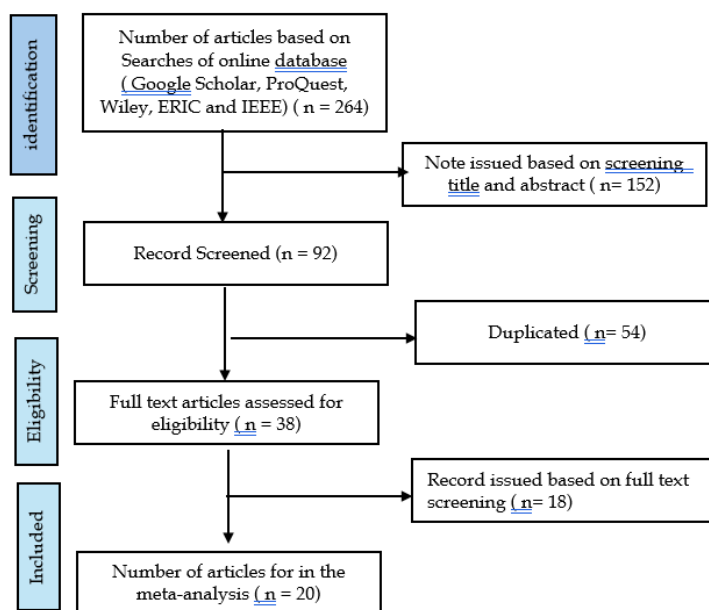 identification
Number of articles based on
Searches of online database
( Google Scholar, ProQuest,
Wiley, ERIC and IEEE) ( n = 264)
Note issued based on screening
title and abstract ( n= 152)
Screening
Record Screened (n = 92)
Duplicated ( n= 54)
Eligibility
Full text articles assessed for
eligibility ( n = 38)
Record issued based on full text
screening ( n= 18)
Included
Number of articles for in the
meta-analysis ( n = 20)